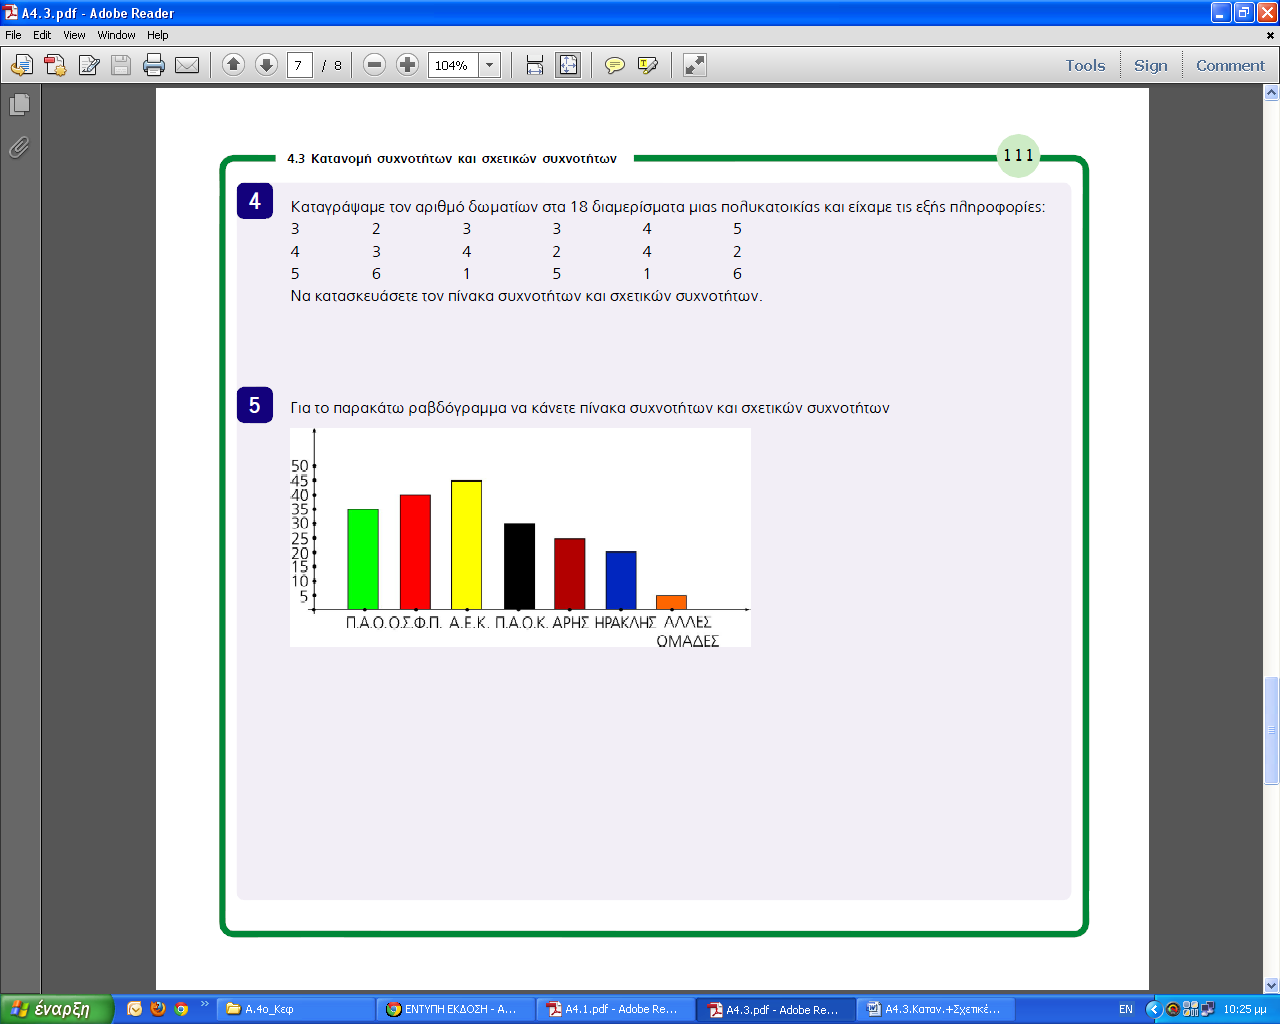 A4.3.pdf - Adobe Reader
File Edit View Window Help
7 / 8 104% Tools Sign Comment
4.3 Κατανομή συχνοτήτων και σχετικών συχνοτήτων 111
4 Καταγράψαμε τον αριθμό δωματίων στα 18 διαμερίσματα μιας πολυκατοικίας και είχαμε τις εξής πληροφορίες:
3 2 3 3 4 5
4 3 4 2 4 2
5 6 1 5 1 6
Να κατασκευάσετε τον πίνακα συχνοτήτων και σχετικών συχνοτήτων.
5 Για το παρακάτω ραβδόγραμμα να κάνετε πίνακα συχνοτήτων και σχετικών συχνοτήτων
50
45
40
35
30
25
20
15
10
5
Π.Α.Ο. Ο.Σ.Φ.Π. Α.Ε.Κ. Π.Α.Ο.Κ. ΑΡΗΣ ΗΡΑΚΛΗΣ ΛΛΛΕΣ
ΟΜΑΔΕΣ
έναρξη A.4ο_Κεφ ΕΝΤΥΠΗ ΕΚΔΟΣΗ - Α... A4.1.pdf - Adobe Re... A4.3.pdf - Adobe Re... A4.3.Καταν.+Σχετικέ... EN 10:25 μμ